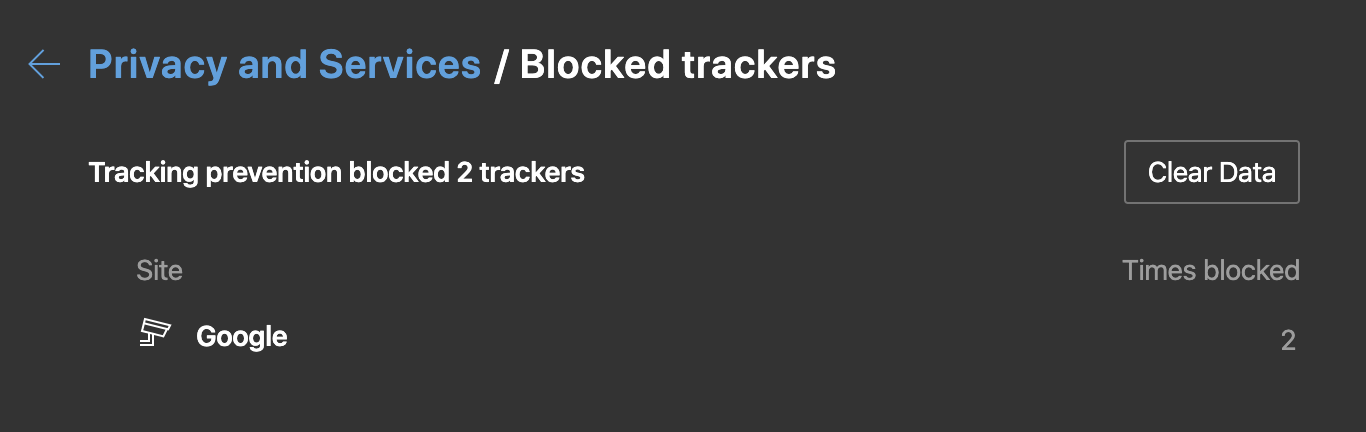 Privacy and Services / Blocked trackers
Tracking prevention blocked 2 trackers
Clear Data
Site
Times blocked
Google
2